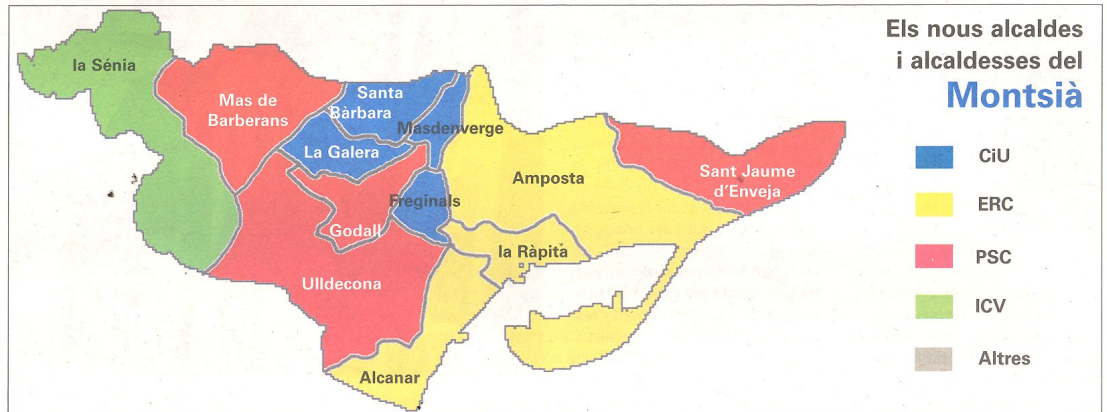 Els nous alcaldes
i alcaldesses del
Montsià
la Sénia
Mas de
Barberans
Santa
Bàrbara
Masdenverge
La Galera
Amposta
Sant Jaume
d'Enveja
Freginals
Godall
la Ràpita
Ulldecona
Alcanar
CiU
ERC
PSC
ICV
Altres